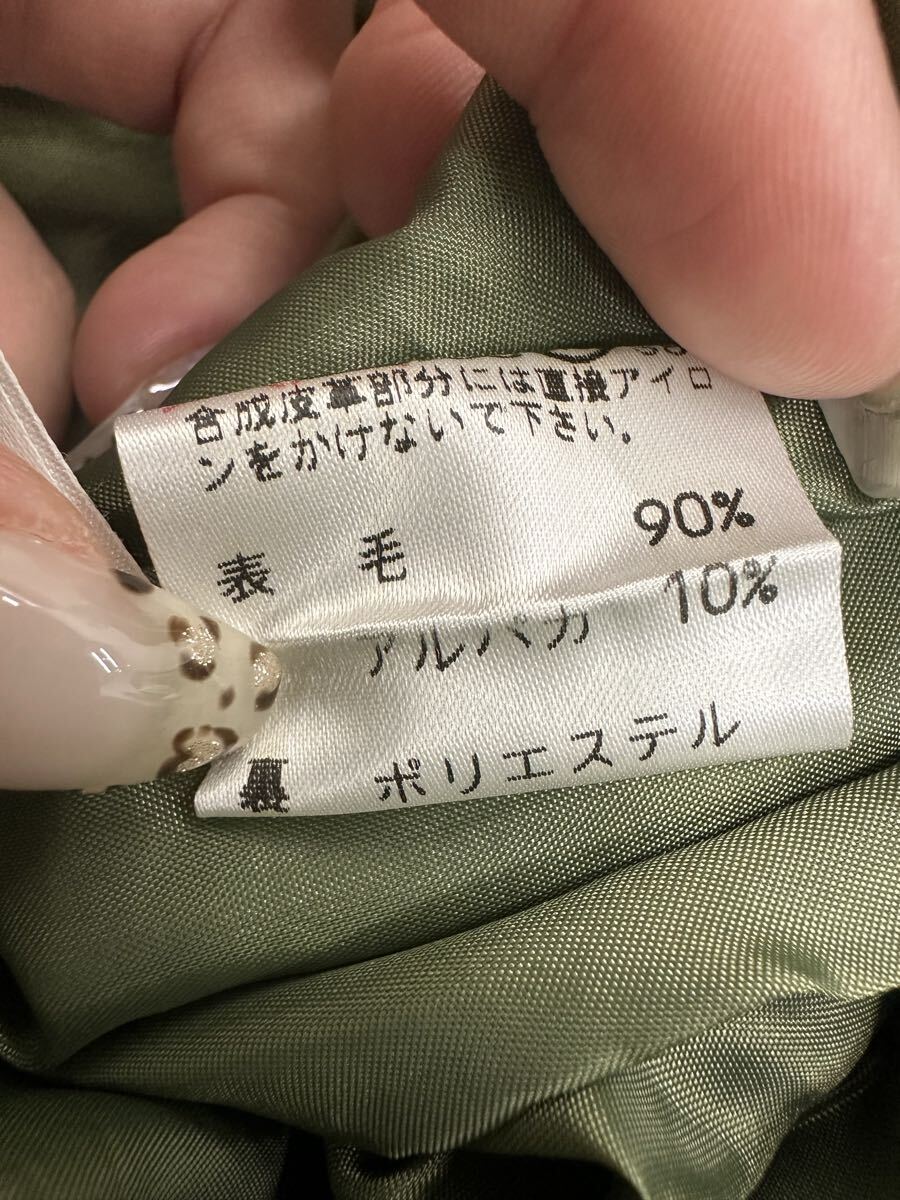 合成皮革部分には直接アイロ
ンをかけないで下さい。
表 毛 90%
アルパカ 10%
裏 ポリエステル